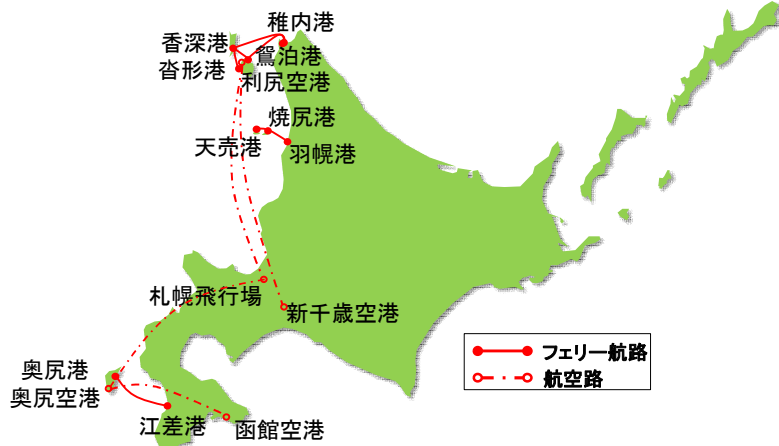 稚内港
香深港
鴛泊港
沓形港
利尻空港
焼尻港
天売港
羽幌港
札幌飛行場
新千歳空港
フェリー航路
航空路
奥尻港
奥尻空港
江差港
函館空港